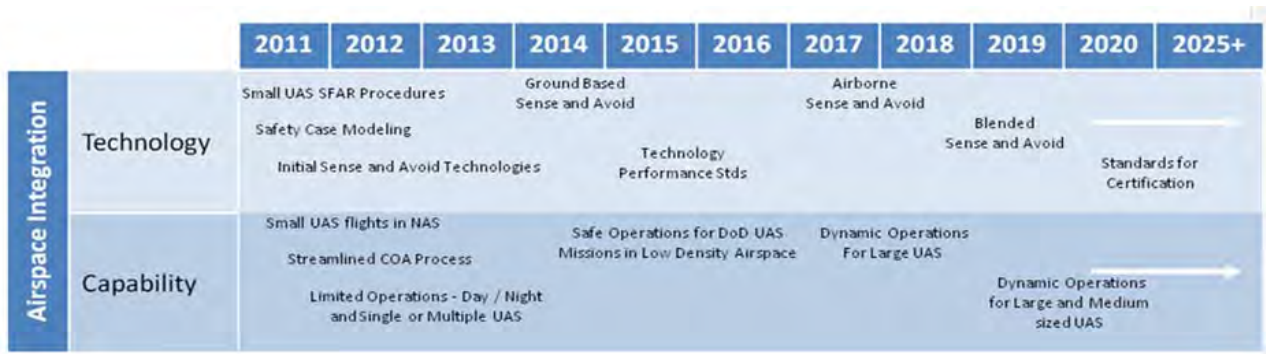 2011 2012 2013 2014 2015 2016 2017 2018 2019 2020 2025+
Airspace Integration
Technology
Small UAS SFAR Procedures
Safety Case Modeling
Initial Sense and Avoid Technologies
Ground Based
Sense and Avoid
Technology
Performance Stds
Airborne
Sense and Avoid
Blended
Sense and Avoid
Standards for
Certification
Capability
Small UAS flights in NAS
Streamlined COA Process
Limited Operations - Day / Night
and Single or Multiple UAS
Safe Operations for DoD UAS
Missions in Low Density Airspace
Dynamic Operations
For Large UAS
Dynamic Operations
for Large and Medium
sized UAS